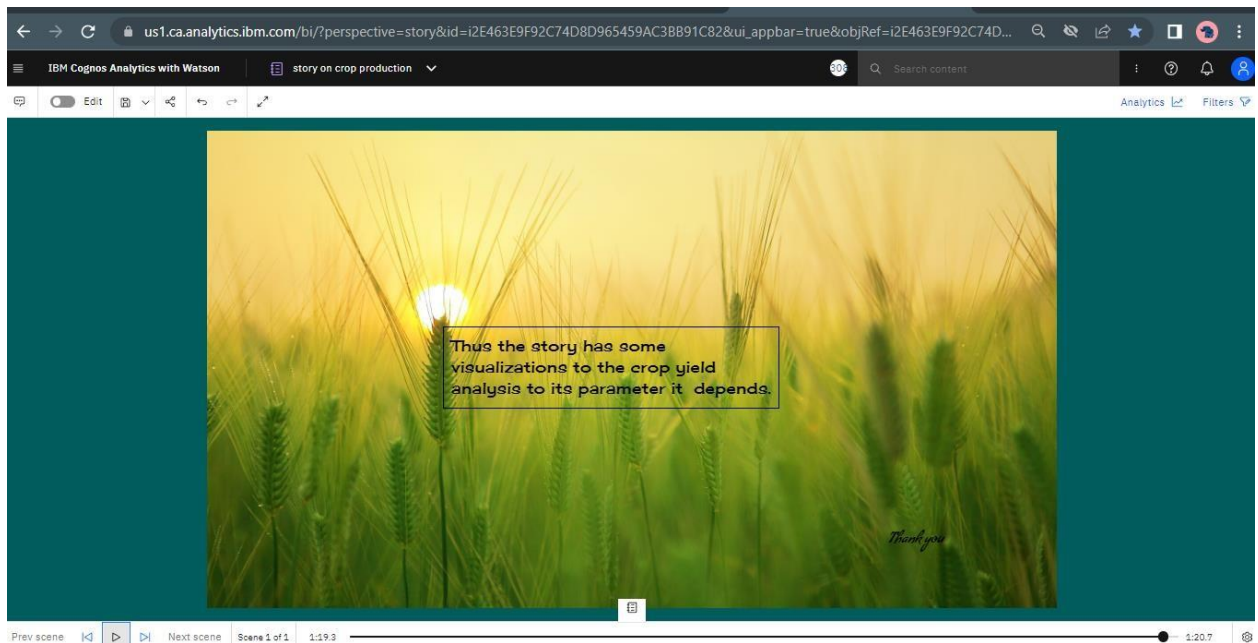 us1.ca.analytics.ibm.com/bi/?perspective=story&id=i2E463E9F92C74D8D965459AC3BB91C82&ui_appbar=true&objRef=i2E463E9F92C74D...
IBM Cognos Analytics with Watson story on crop production 308 Search content
Edit Analytics Filters
Thus the story has some
visualizations to the crop yield
analysis to its parameter it depends.
Thank you
Prev scene Next scene Scene 1 of 1 1:19.3 1:20.7